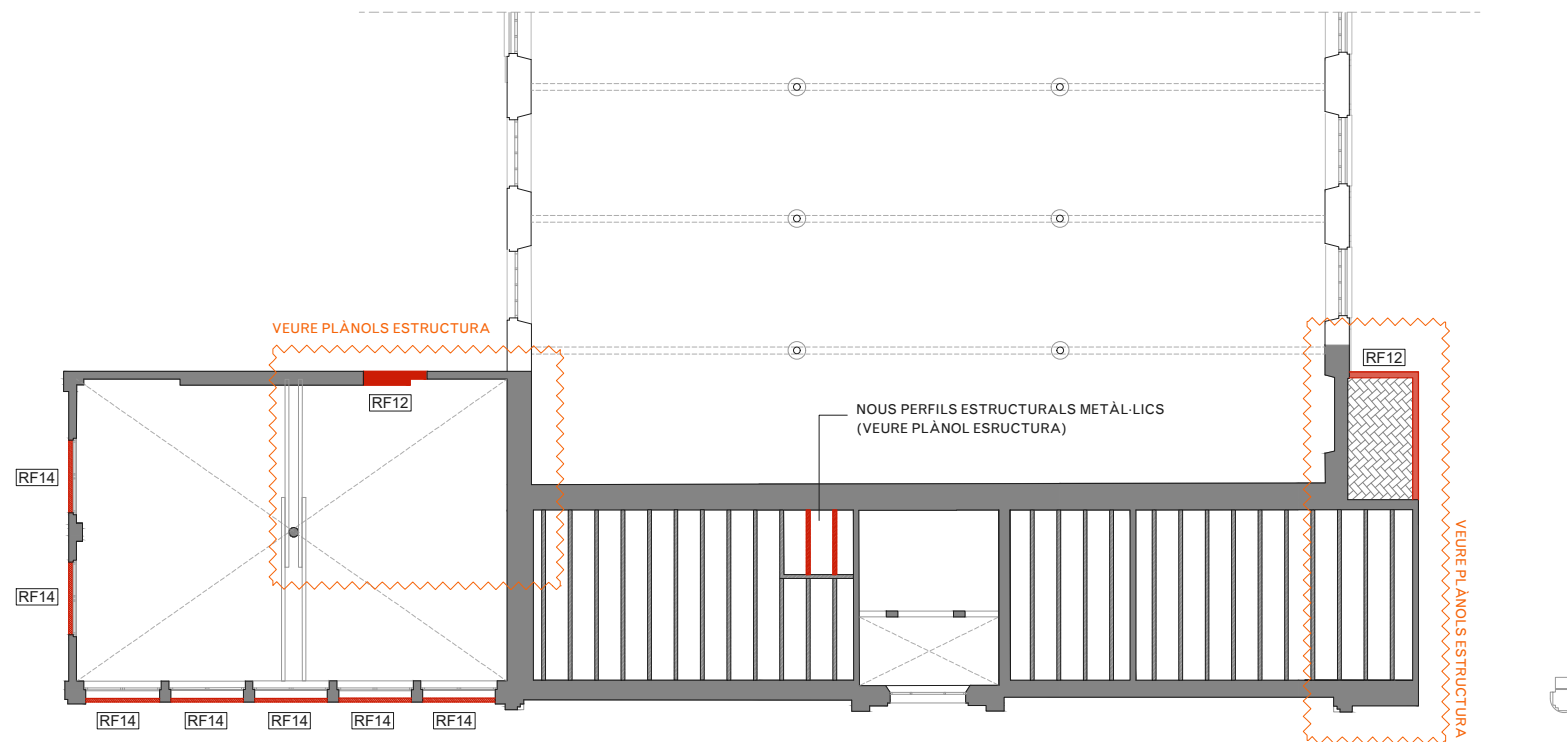 VEURE PLÀNOLS ESTRUCTURA
RF12
RF12
NOUS PERFILS ESTRUCTURALS METÀL·LICS
(VEURE PLÀNOL ESRUCTURA)
RF14
RF14
VEURE PLÀNOLS ESTRUCTURA
RF14
RF14
RF14
RF14
RF14